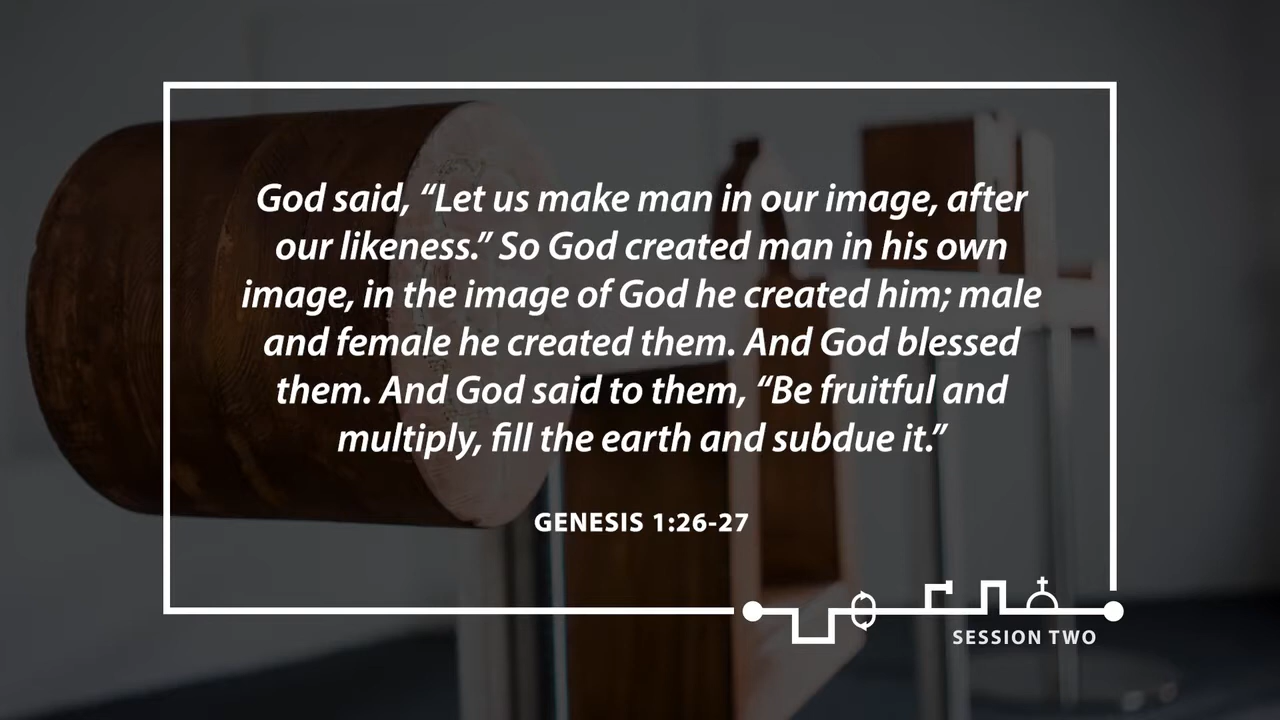 God said, “Let us make man in our image, after
our likeness.” So God created man in his own
image, in the image of God he created him; male
and female he created them. And God blessed
them. And God said to them, “Be fruitful and
multiply, fill the earth and subdue it.”
GENESIS 1:26-27
SESSION TWO